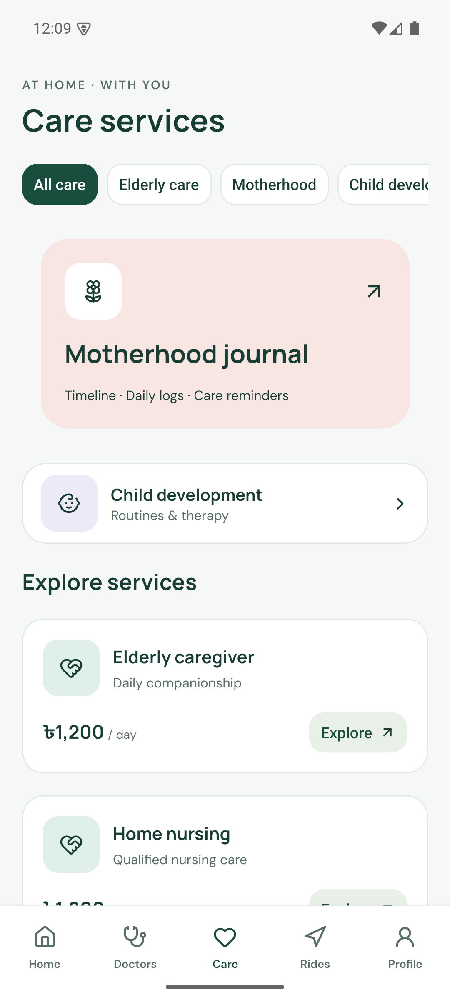 12:09
AT HOME · WITH YOU
Care services
All care
Elderly care
Motherhood
Child develo
Motherhood journal
Timeline · Daily logs · Care reminders
Child development
Routines & therapy
Explore services
Elderly caregiver
Daily companionship
৳1,200 / day
Explore
Home nursing
Qualified nursing care
Home
Doctors
Care
Rides
Profile